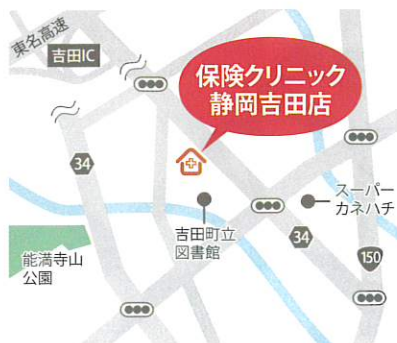 東名高速
吉田IC
保険クリニック
静岡吉田店
34
スーパー
カネハチ
吉田町立
図書館
34
能満寺山
公園
150